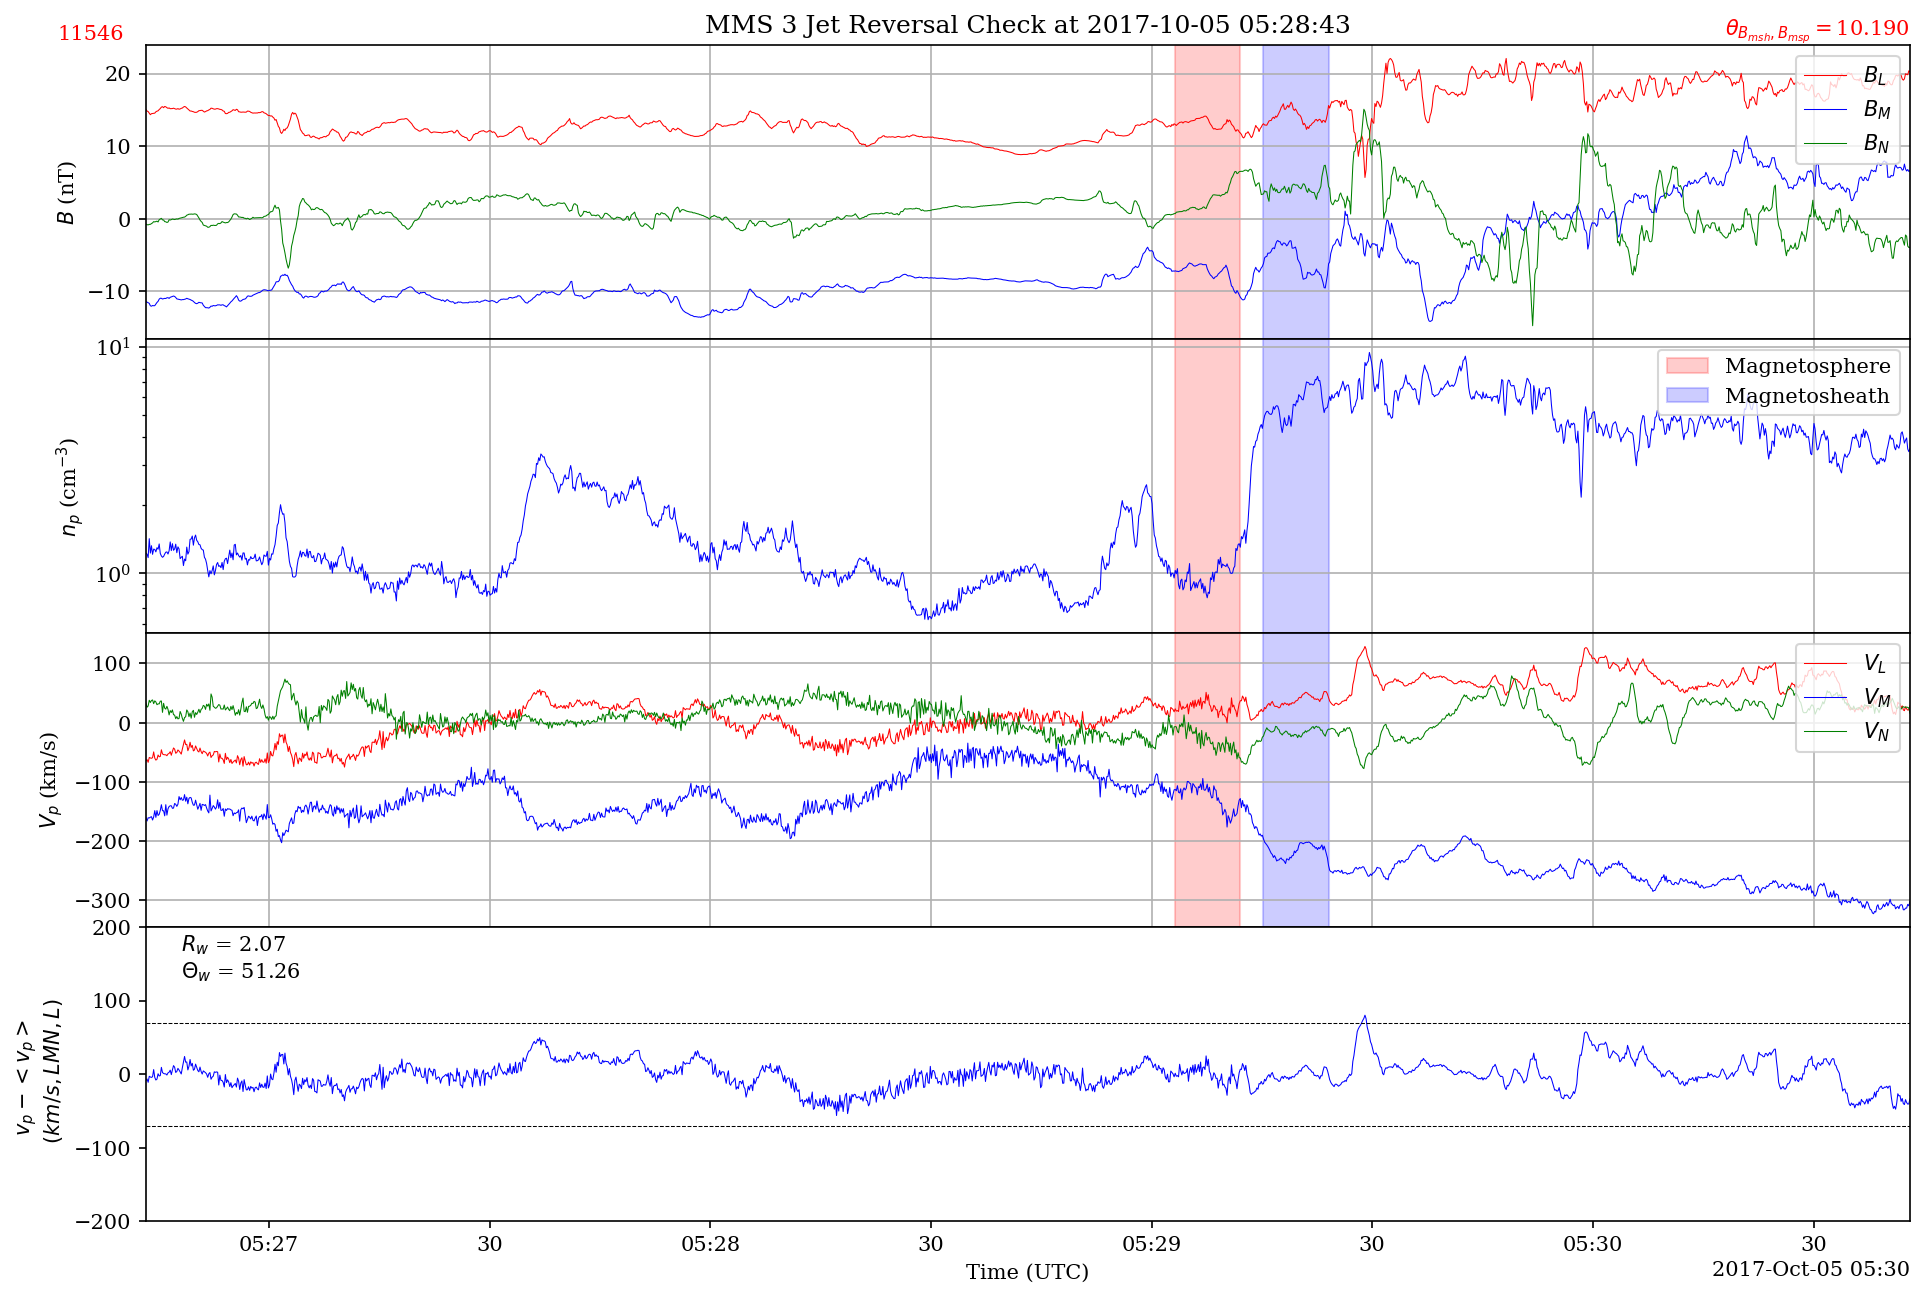 11546
MMS 3 Jet Reversal Check at 2017-10-05 05:28:43
θ_{B_{msh}, B_{msp}} = 10.190
B (nT)
20
10
0
−10
B_L
B_M
B_N
n_p (cm^{−3})
10^1
10^0
Magnetosphere
Magnetosheath
V_p (km/s)
100
0
−100
−200
−300
V_L
V_M
V_N
v_p − < v_p >
(km/s, LMN, L)
200
100
0
−100
−200
R_w = 2.07
Θ_w = 51.26
05:27 30 05:28 30 05:29 30 05:30 30
Time (UTC)
2017-Oct-05 05:30